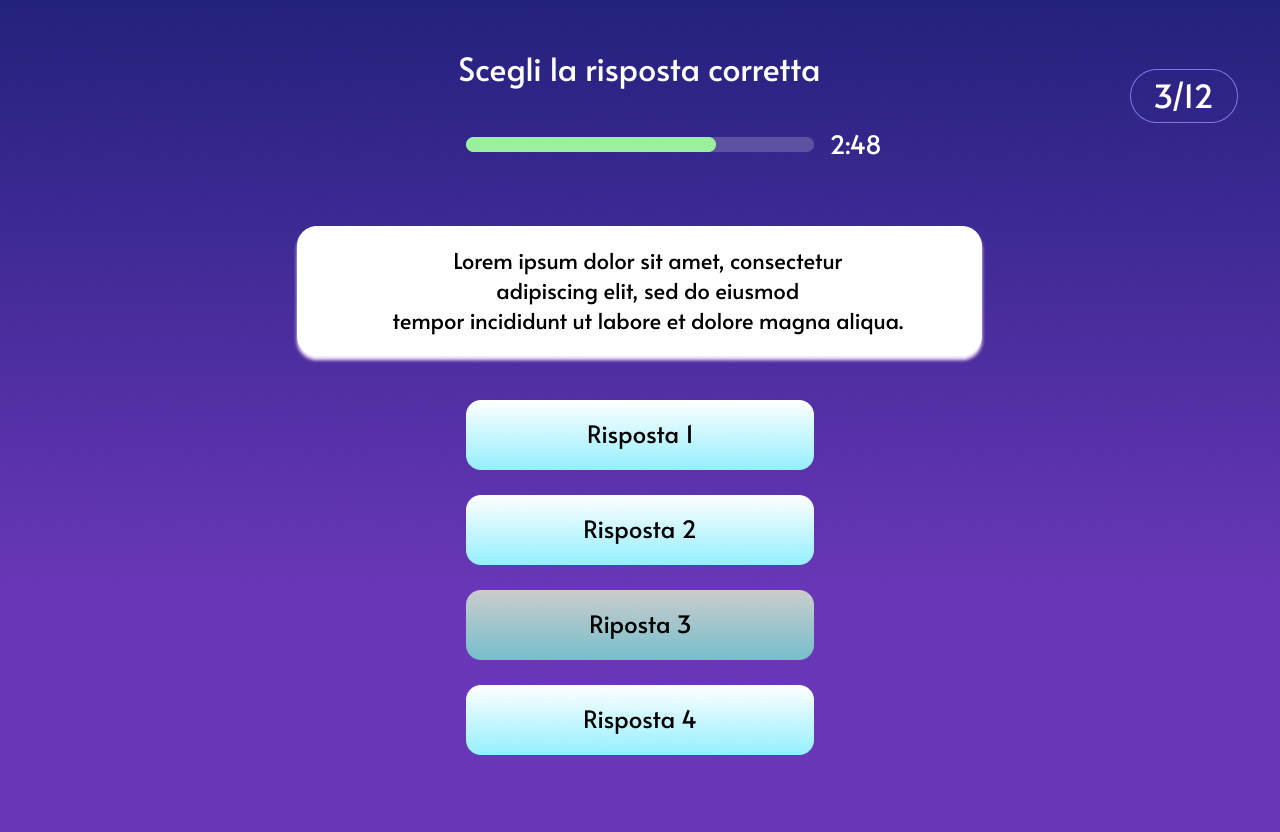 Scegli la risposta corretta
3/12
2:48
Lorem ipsum dolor sit amet, consectetur
adipiscing elit, sed do eiusmod
tempor incididunt ut labore et dolore magna aliqua.
Risposta 1
Risposta 2
Riposta 3
Risposta 4